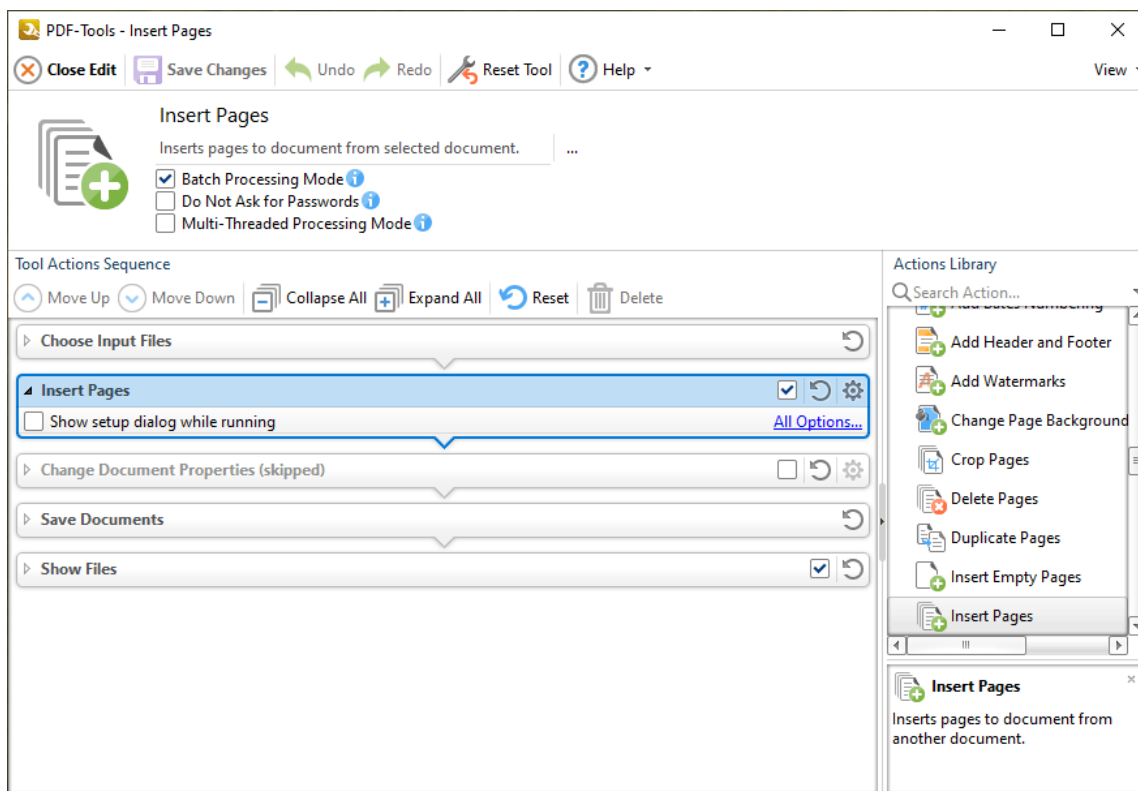 PDF-Tools - Insert Pages
Close Edit Save Changes Undo Redo Reset Tool Help View
Insert Pages
Inserts pages to document from selected document. ...
Batch Processing Mode
Do Not Ask for Passwords
Multi-Threaded Processing Mode
Tool Actions Sequence
Move Up Move Down Collapse All Expand All Reset Delete
Choose Input Files
Insert Pages
Show setup dialog while running All Options...
Change Document Properties (skipped)
Save Documents
Show Files
Actions Library
Search Action...
Add Bates Numbering
Add Header and Footer
Add Watermarks
Change Page Background
Crop Pages
Delete Pages
Duplicate Pages
Insert Empty Pages
Insert Pages
Insert Pages
Inserts pages to document from
another document.